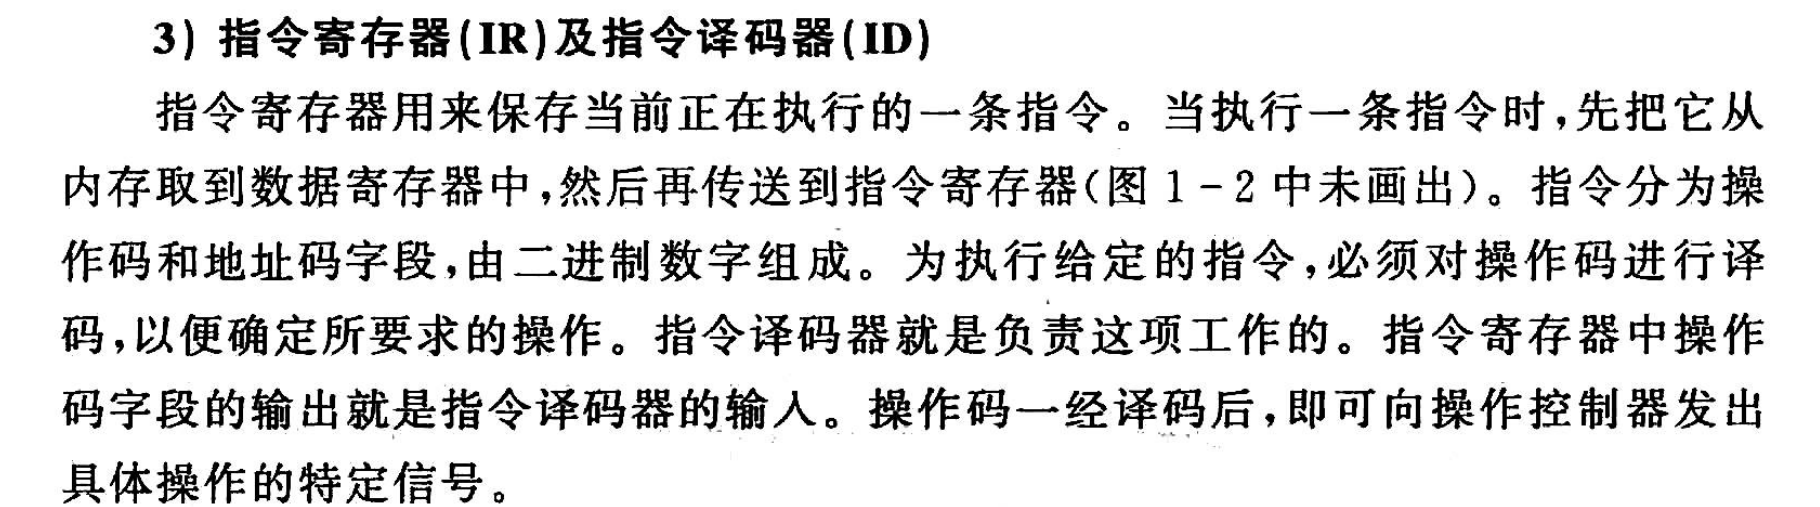 3) 指令寄存器(IR)及指令译码器(ID)
指令寄存器用来保存当前正在执行的一条指令。当执行一条指令时,先把它从
内存取到数据寄存器中,然后再传送到指令寄存器(图 1-2 中未画出)。指令分为操
作码和地址码字段,由二进制数字组成。为执行给定的指令,必须对操作码进行译
码,以便确定所要求的操作。指令译码器就是负责这项工作的。指令寄存器中操作
码字段的输出就是指令译码器的输入。操作码一经译码后,即可向操作控制器发出
具体操作的特定信号。